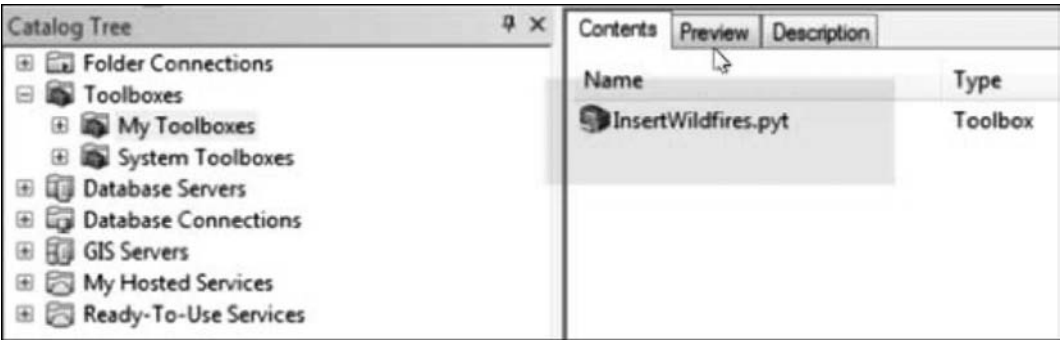 Catalog Tree
Folder Connections
Toolboxes
My Toolboxes
System Toolboxes
Database Servers
Database Connections
GIS Servers
My Hosted Services
Ready-To-Use Services
Contents Preview Description
Name Type
InsertWildfires.pyt Toolbox